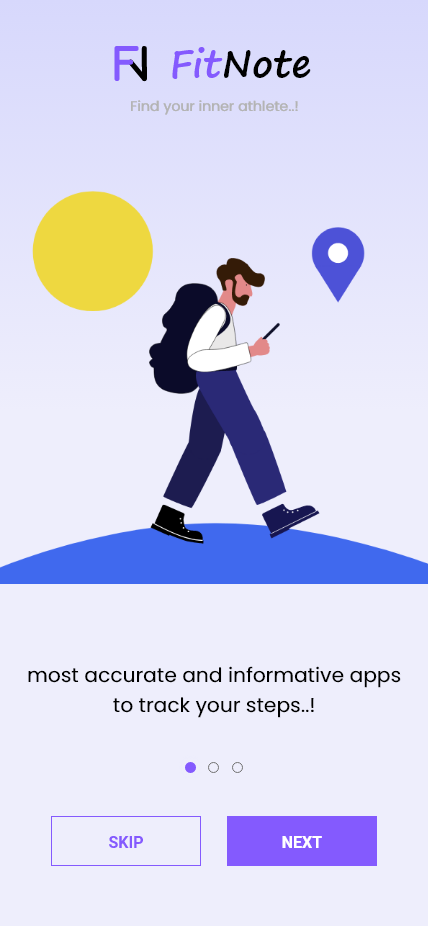 FN FitNote
Find your inner athlete..!
most accurate and informative apps
to track your steps..!
SKIP NEXT